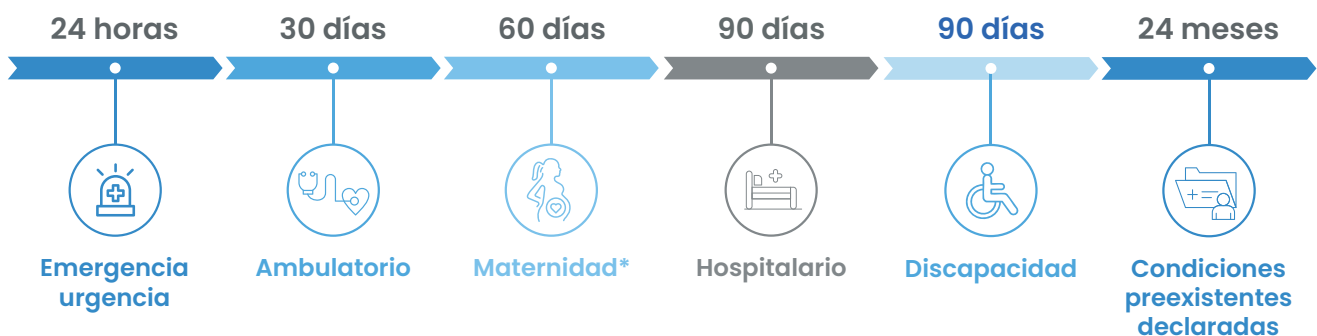 24 horas
30 días
60 días
90 días
90 días
24 meses
Emergencia
urgencia
Ambulatorio
Maternidad*
Hospitalario
Discapacidad
Condiciones
preexistentes
declaradas